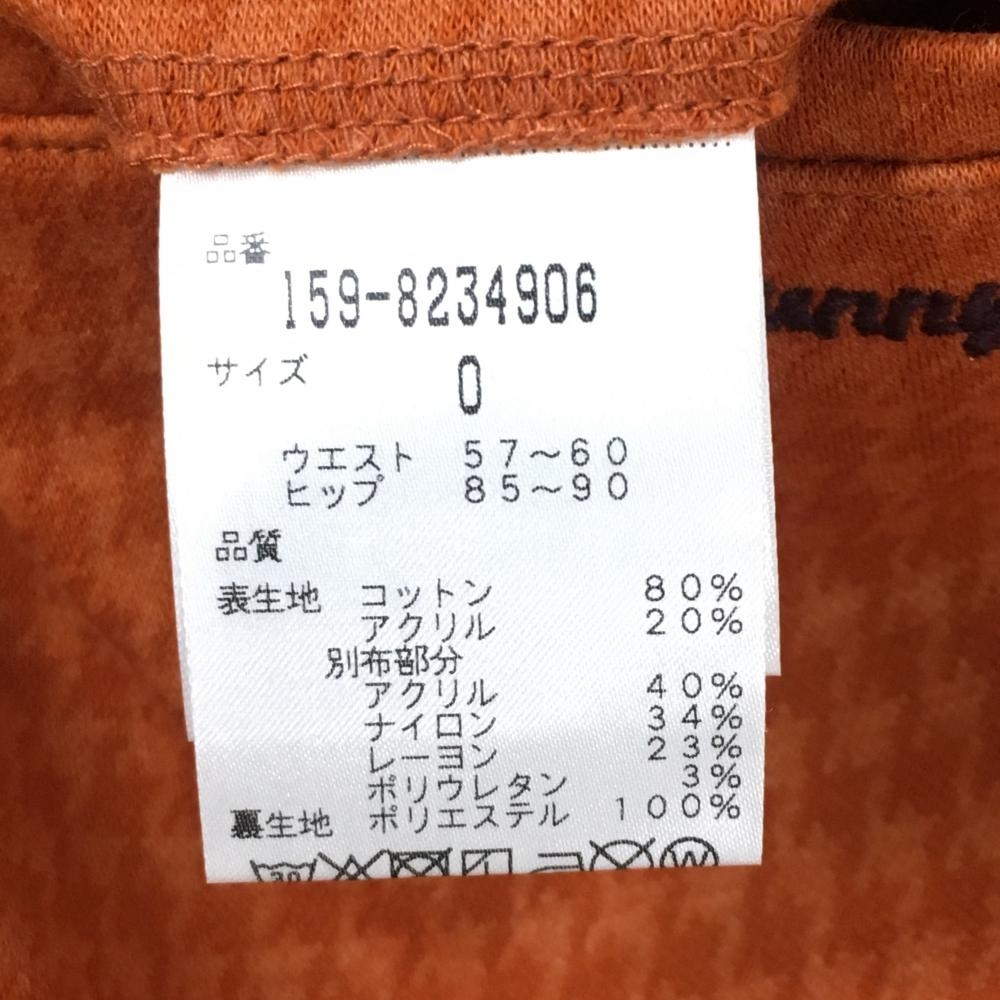 品番
159-8234906
サイズ 0
ウエスト 57～60
ヒップ 85～90
品質
表生地 コットン 80%
アクリル 20%
別布部分
アクリル 40%
ナイロン 34%
レーヨン 23%
ポリウレタン 3%
裏生地 ポリエステル 100%
30 W